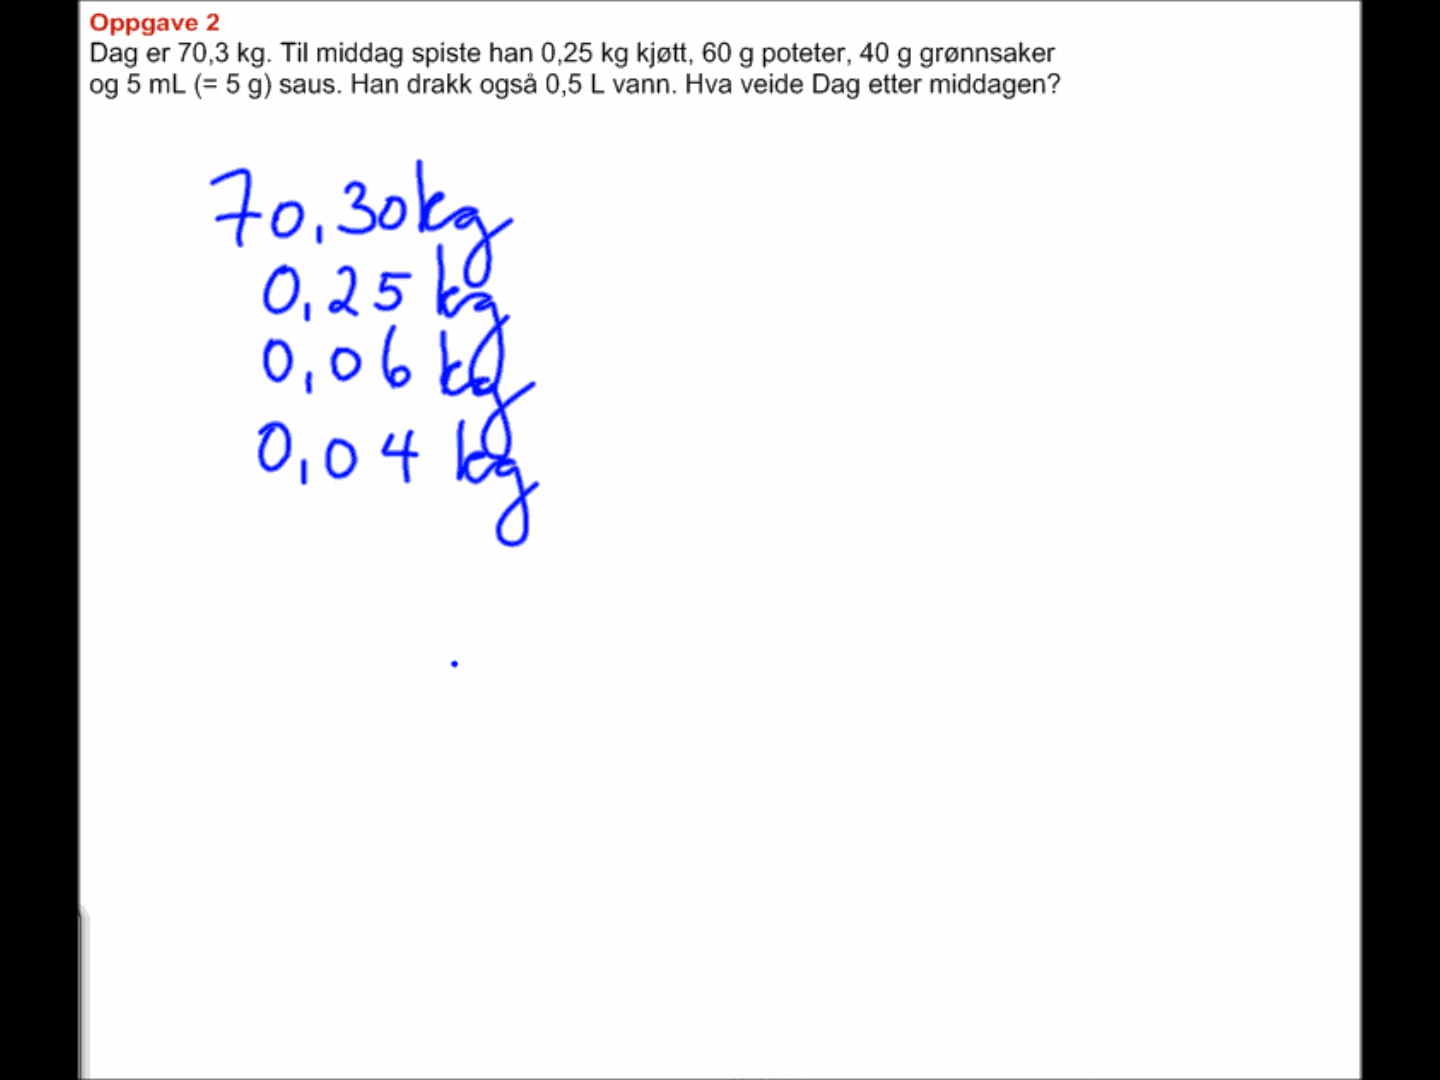 Oppgave 2
Dag er 70,3 kg. Til middag spiste han 0,25 kg kjøtt, 60 g poteter, 40 g grønnsaker
og 5 mL (= 5 g) saus. Han drakk også 0,5 L vann. Hva veide Dag etter middagen?
70,30 kg
0,25 kg
0,06 kg
0,04 kg